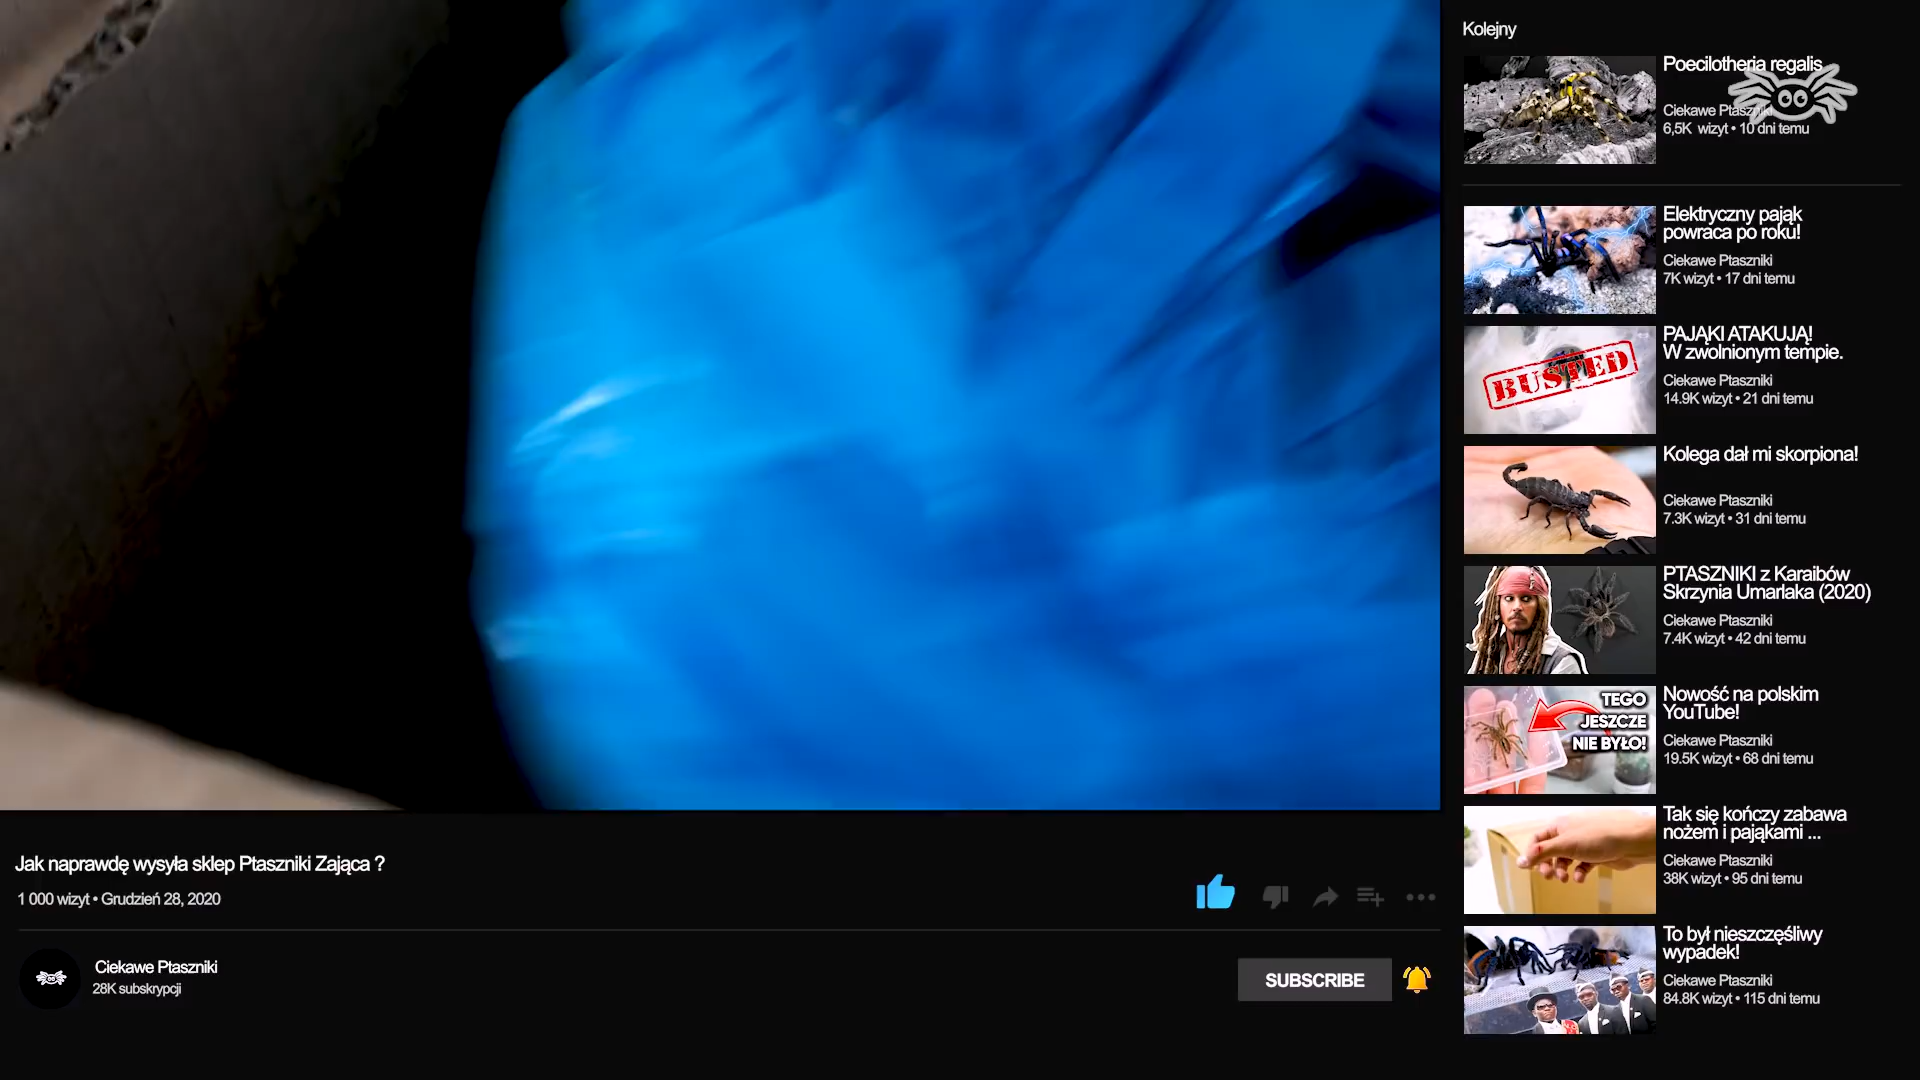 Kolejny
Poecilotheria regalis
Ciekawe Ptaszniki
6,5K wizyt • 10 dni temu
Elektryczny pająk
powraca po roku!
Ciekawe Ptaszniki
7K wizyt • 17 dni temu
BUSTED
PAJĄKI ATAKUJĄ!
W zwolnionym tempie.
Ciekawe Ptaszniki
14.9K wizyt • 21 dni temu
Kolega dał mi skorpiona!
Ciekawe Ptaszniki
7.3K wizyt • 31 dni temu
PTASZNIKI z Karaibów
Skrzynia Umarłaka (2020)
Ciekawe Ptaszniki
7.4K wizyt • 42 dni temu
TEGO
JESZCZE
NIE BYŁO!
Nowość na polskim
YouTube!
Ciekawe Ptaszniki
19.5K wizyt • 68 dni temu
Tak się kończy zabawa
nożem i pająkami ...
Ciekawe Ptaszniki
38K wizyt • 95 dni temu
To był nieszczęśliwy
wypadek!
Ciekawe Ptaszniki
84.8K wizyt • 115 dni temu
Jak naprawdę wysyła sklep Ptaszniki Zająca ?
1 000 wizyt • Grudzień 28, 2020
Ciekawe Ptaszniki
28K subskrypcji
SUBSCRIBE